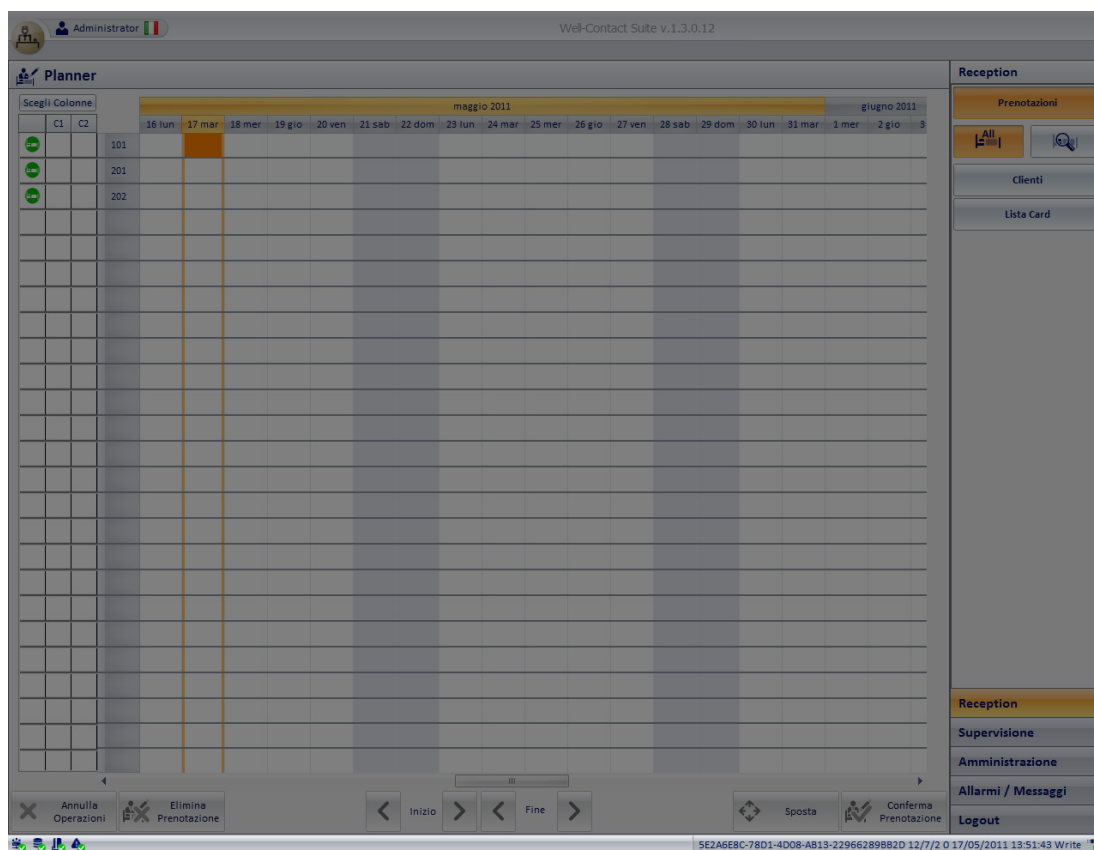 Administrator
Well-Contact Suite v.1.3.0.12
Planner
Reception
Scegli Colonne
maggio 2011
giugno 2011
Prenotazioni
C1 C2
16 lun 17 mar 18 mer 19 gio 20 ven 21 sab 22 dom 23 lun 24 mar 25 mer 26 gio 27 ven 28 sab 29 dom 30 lun 31 mar 1 mer 2 gio 3
All
101
201
202
Clienti
Lista Card
Reception
Supervisione
Amministrazione
Allarmi / Messaggi
Logout
Annulla
Operazioni
Elimina
Prenotazione
Inizio
Fine
Sposta
Conferma
Prenotazione
5E2A6E8C-78D1-4D08-AB13-22966289BB2D 12/7/2 0 17/05/2011 13:51:43 Write